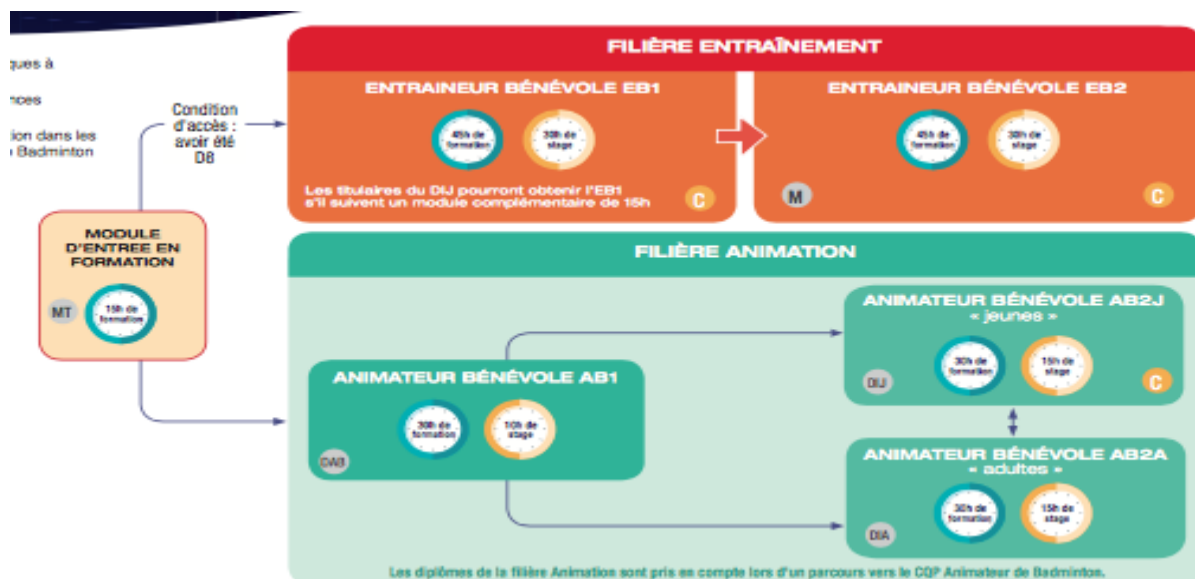 ques à
nces
tion dans les
Badminton
Condition
d'accès :
avoir été
D8
MODULE
D'ENTREE EN
FORMATION
MT
15h de
formation
FILIÈRE ENTRAÎNEMENT
ENTRAINEUR BÉNÉVOLE EB1
45h de
formation
30h de
stage
Les titulaires du DIJ pourront obtenir l'EB1
s'il suivent un module complémentaire de 15h
C
ENTRAINEUR BÉNÉVOLE EB2
45h de
formation
30h de
stage
M
C
FILIÈRE ANIMATION
ANIMATEUR BÉNÉVOLE AB1
30h de
formation
10h de
stage
DAB
ANIMATEUR BÉNÉVOLE AB2J
« jeunes »
30h de
formation
15h de
stage
DIJ
C
ANIMATEUR BÉNÉVOLE AB2A
« adultes »
30h de
formation
15h de
stage
DIA
Les diplômes de la filière Animation sont pris en compte lors d'un parcours vers le CQP Animateur de Badminton.